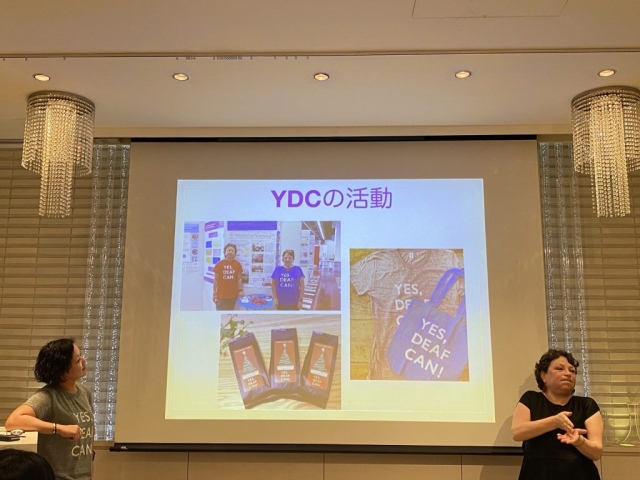 YDCの活動
YES,
DEAF
CAN.
YES,
DEAF
CAN!
YES,
DEAF
YES,
DEAF
CAN!
YES,
DEAF
CAN